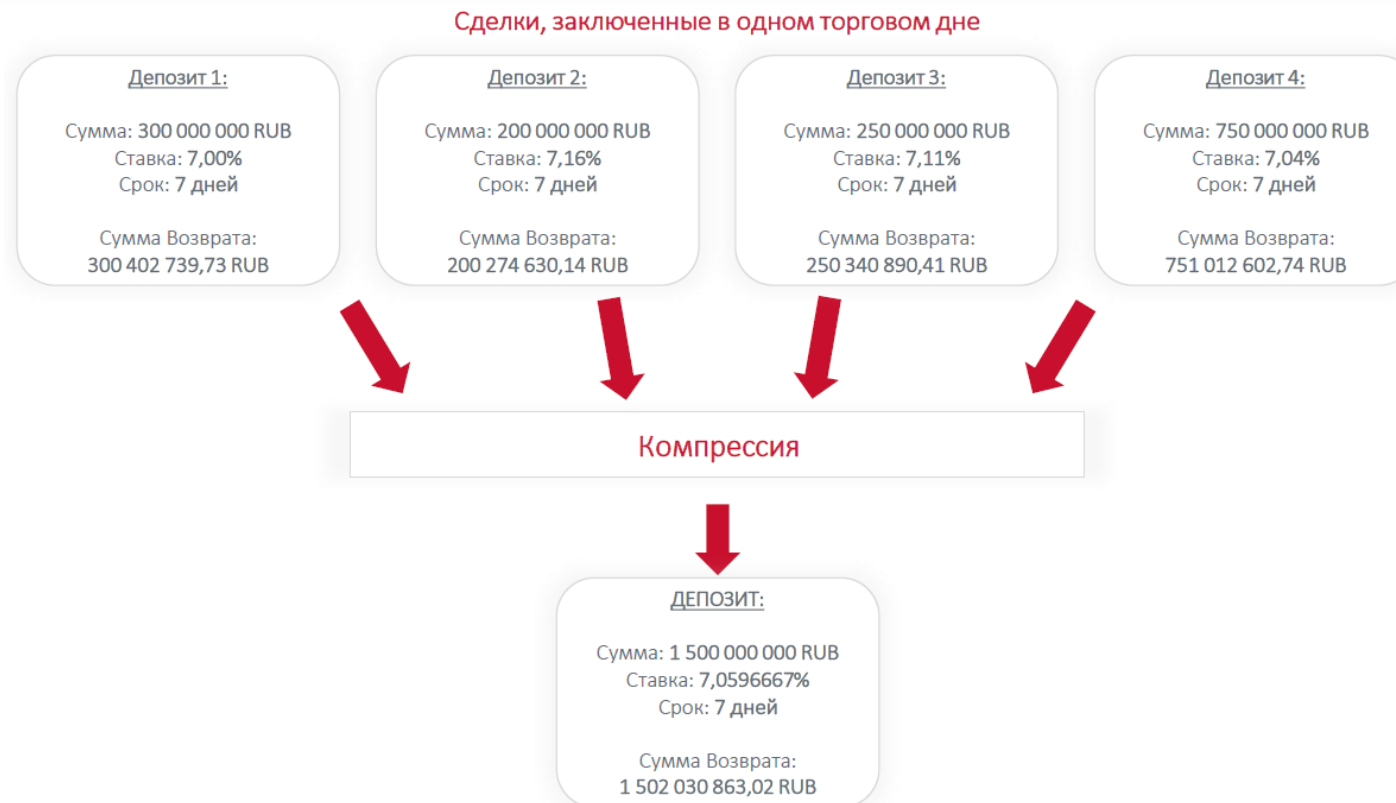 Сделки, заключенные в одном торговом дне
Депозит 1:
Сумма: 300 000 000 RUB
Ставка: 7,00%
Срок: 7 дней
Сумма Возврата:
300 402 739,73 RUB
Депозит 2:
Сумма: 200 000 000 RUB
Ставка: 7,16%
Срок: 7 дней
Сумма Возврата:
200 274 630,14 RUB
Депозит 3:
Сумма: 250 000 000 RUB
Ставка: 7,11%
Срок: 7 дней
Сумма Возврата:
250 340 890,41 RUB
Депозит 4:
Сумма: 750 000 000 RUB
Ставка: 7,04%
Срок: 7 дней
Сумма Возврата:
751 012 602,74 RUB
Компрессия
ДЕПОЗИТ:
Сумма: 1 500 000 000 RUB
Ставка: 7,0596667%
Срок: 7 дней
Сумма Возврата:
1 502 030 863,02 RUB